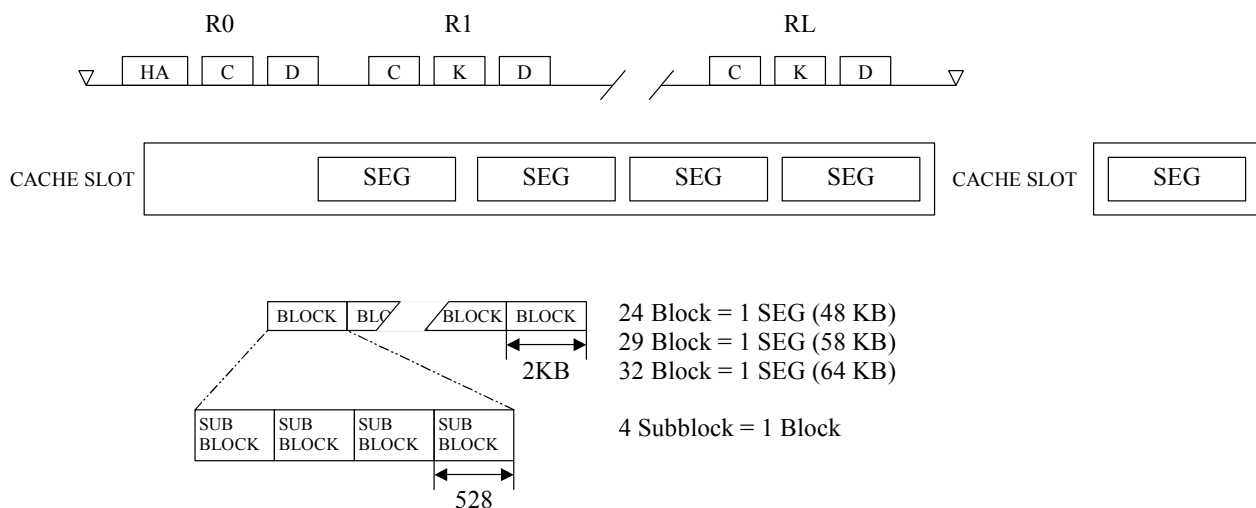 R0 R1 RL
HA C D C K D C K D
CACHE SLOT SEG SEG SEG SEG CACHE SLOT SEG
BLOCK BLOC BLOCK BLOCK
2KB
24 Block = 1 SEG (48 KB)
29 Block = 1 SEG (58 KB)
32 Block = 1 SEG (64 KB)
SUB BLOCK
SUB BLOCK
SUB BLOCK
SUB BLOCK
4 Subblock = 1 Block
528